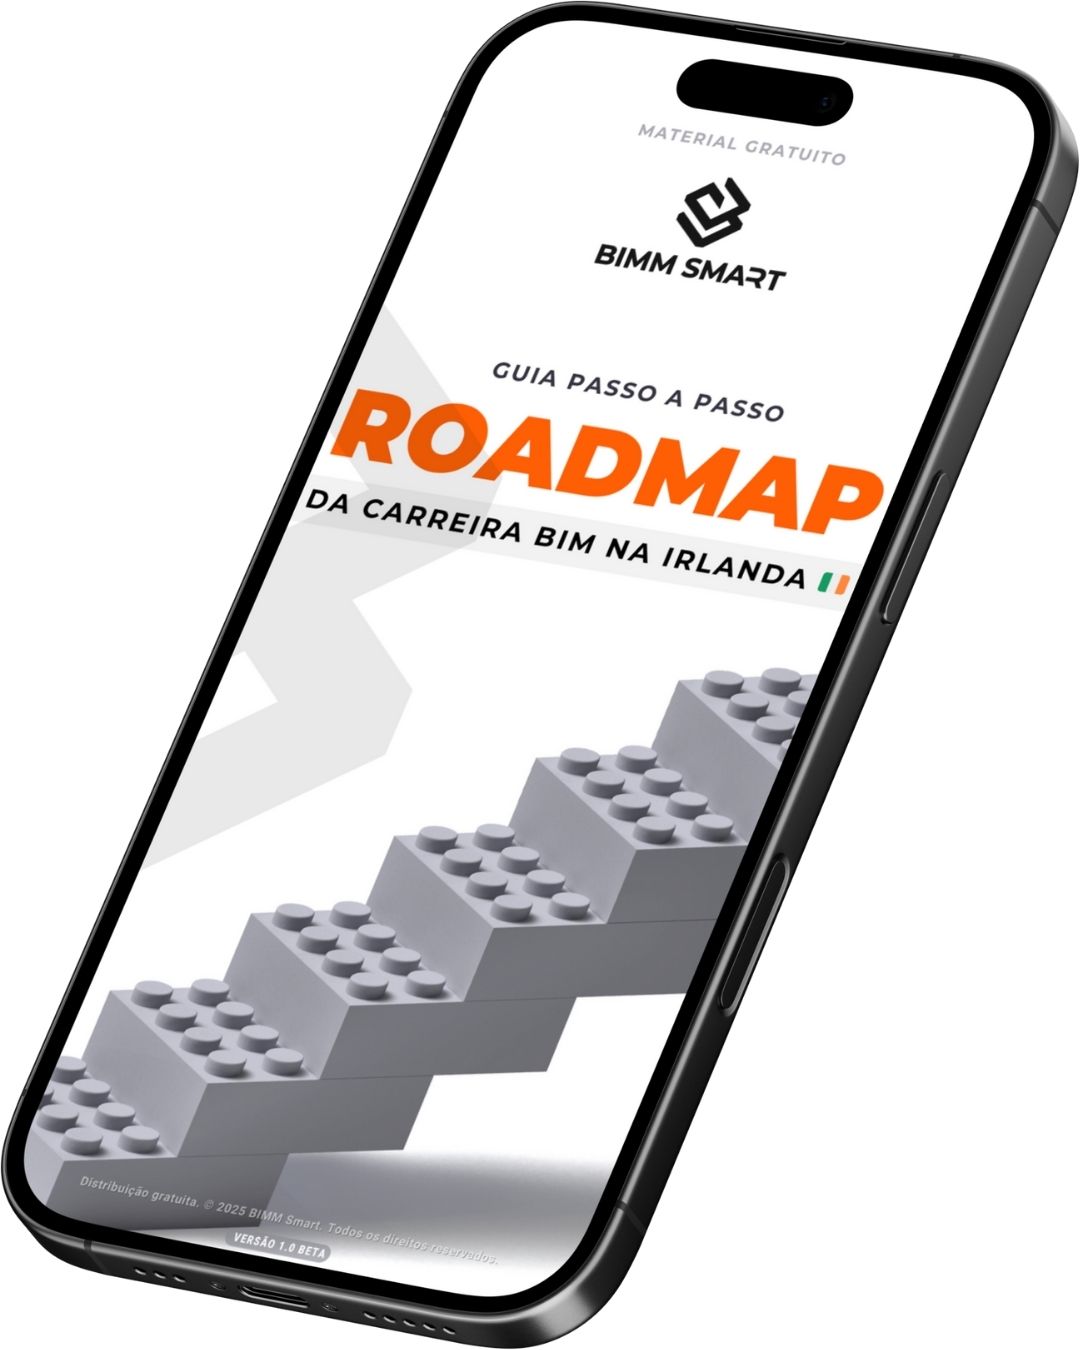 MATERIAL GRATUITO
BIMM SMART
GUIA PASSO A PASSO
ROADMAP
DA CARREIRA BIM NA IRLANDA
Distribuição gratuita. © 2025 BIMM Smart. Todos os direitos reservados.
VERSÃO 1.0 BETA